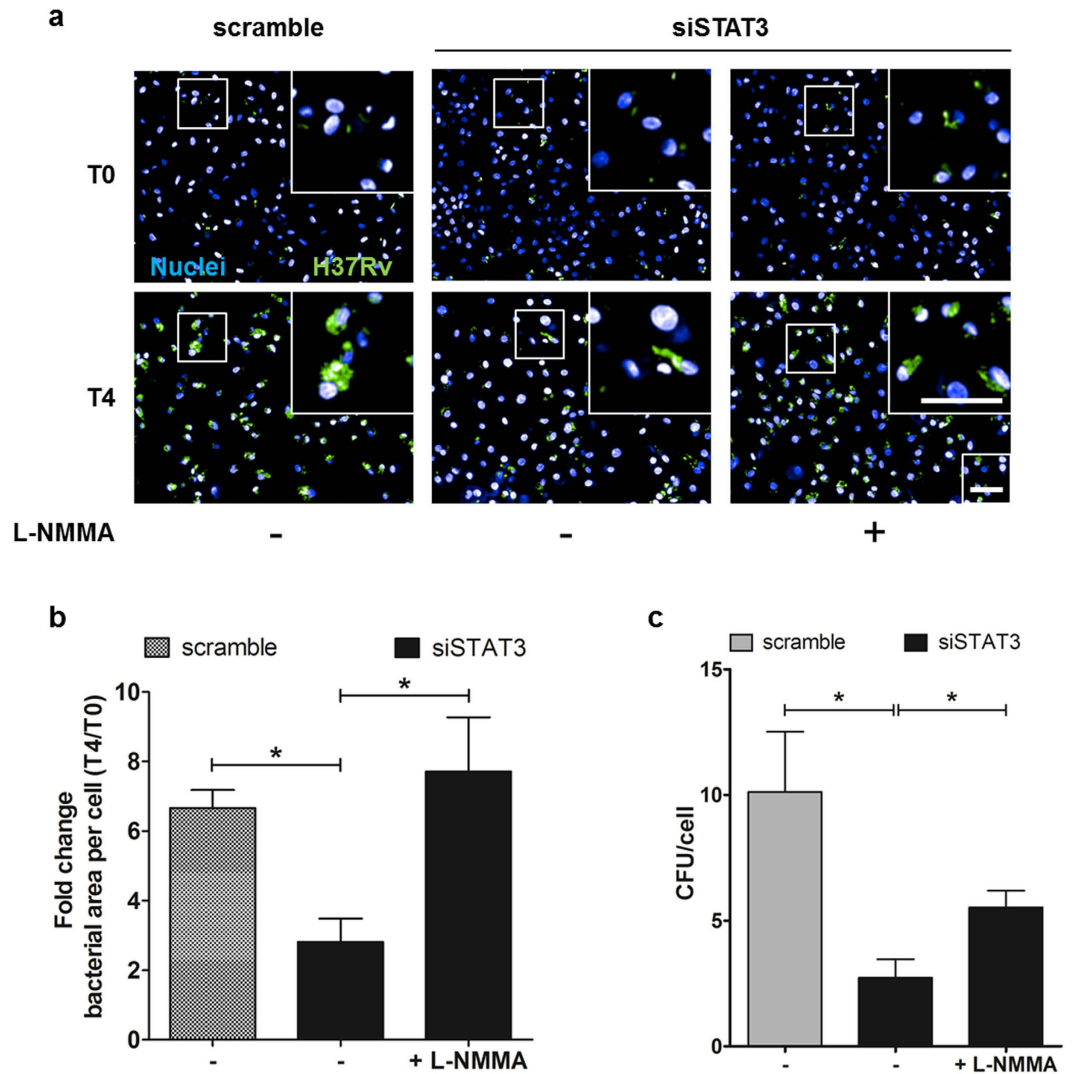 a
scramble
siSTAT3
T0
Nuclei
H37Rv
T4
L-NMMA
-
-
+
b
scramble
siSTAT3
Fold change
bacterial area per cell (T4/T0)
10
8
6
4
2
0
*
*
-
-
+ L-NMMA
c
scramble
siSTAT3
CFU/cell
15
10
5
0
*
*
-
-
+ L-NMMA